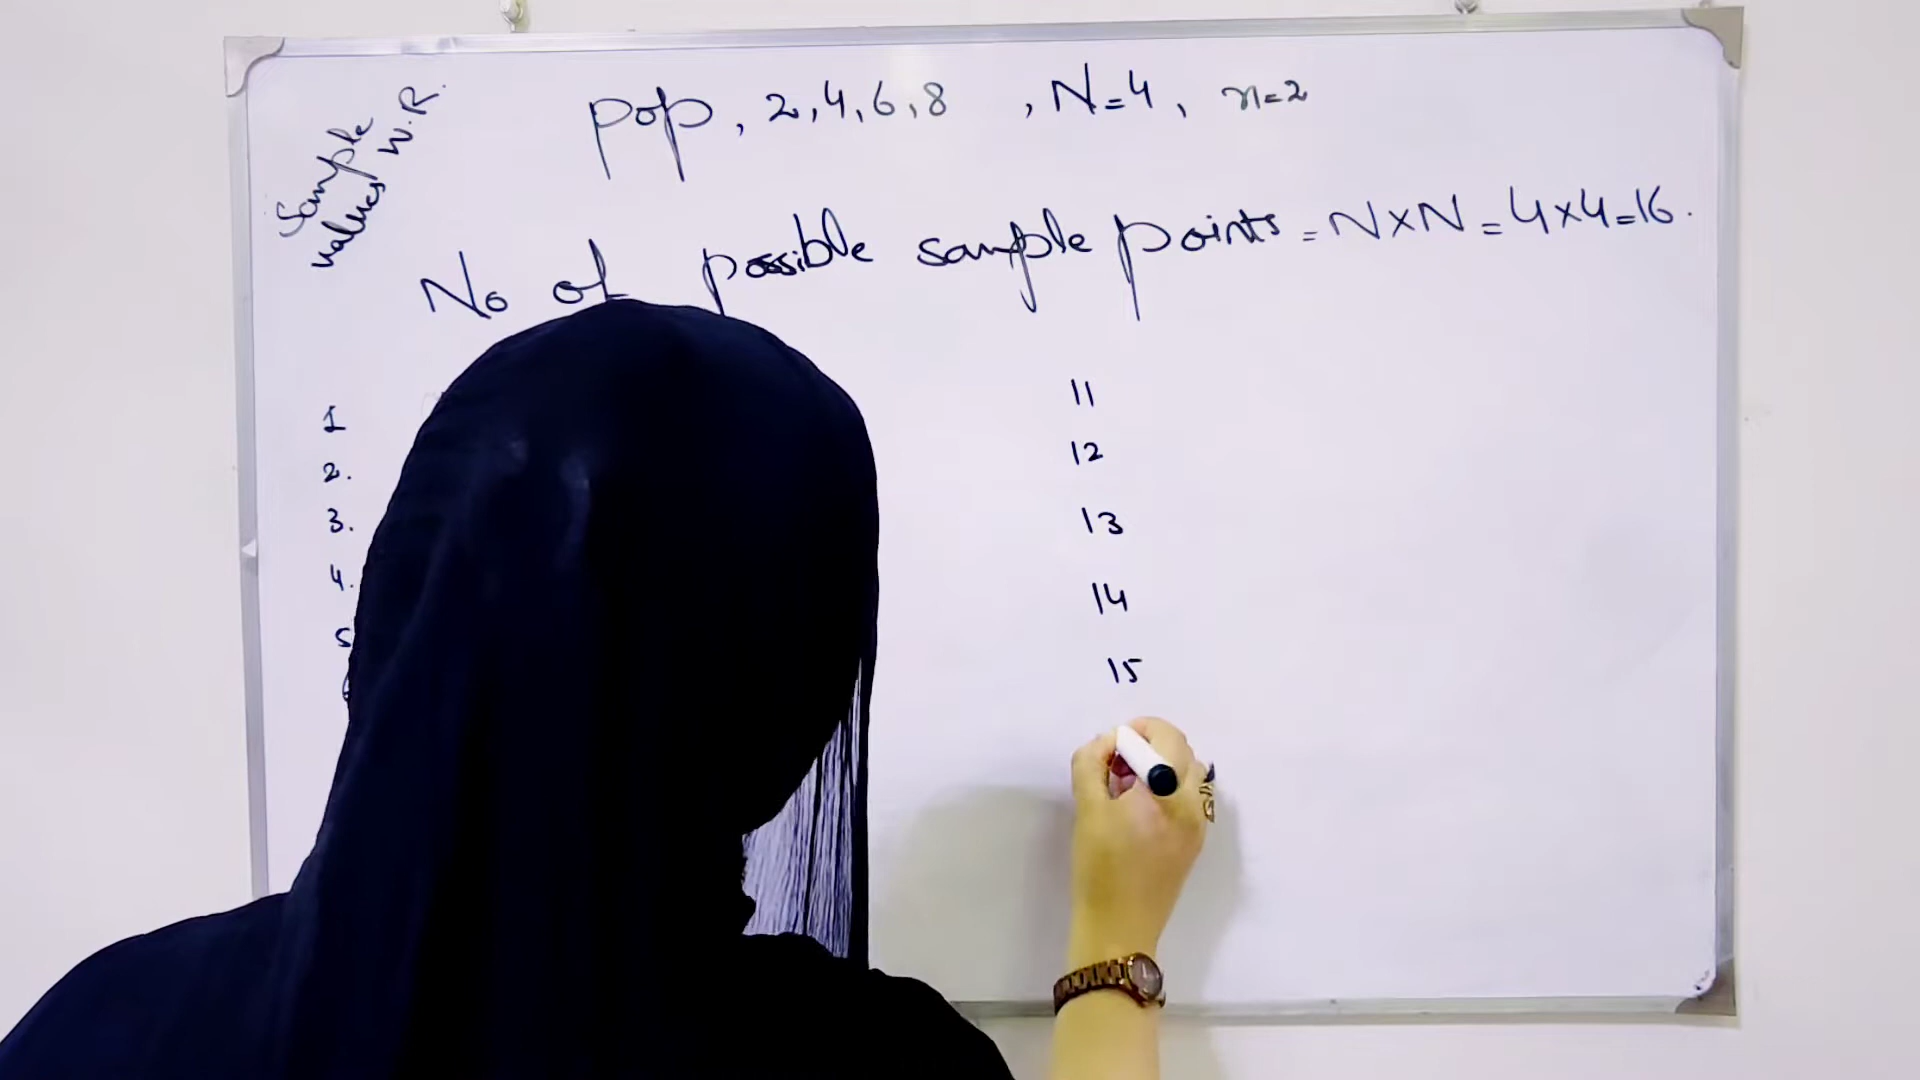 Sample
values W.R.
pop, 2,4,6,8 , N=4, n=2
No of possible sample points = N×N = 4×4=16.
1
2.
3.
4.
5
11
12
13
14
15